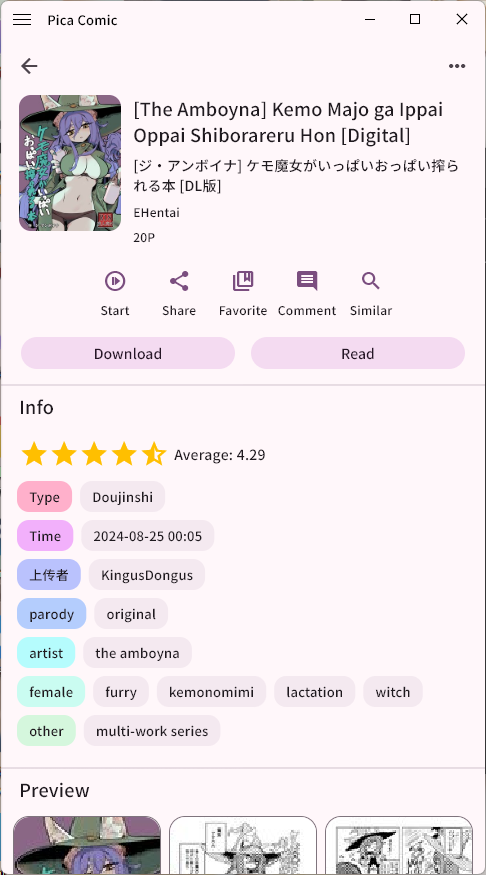 Pica Comic
[The Amboyna] Kemo Majo ga Ippai
Oppai Shiborareru Hon [Digital]
[ジ・アンボイナ] ケモ魔女がいっぱいおっぱい搾ら
れる本 [DL版]
EHentai
20P
Start Share Favorite Comment Similar
Download Read
Info
Average: 4.29
Type Doujinshi
Time 2024-08-25 00:05
上传者 KingusDongus
parody original
artist the amboyna
female furry kemonomimi lactation witch
other multi-work series
Preview